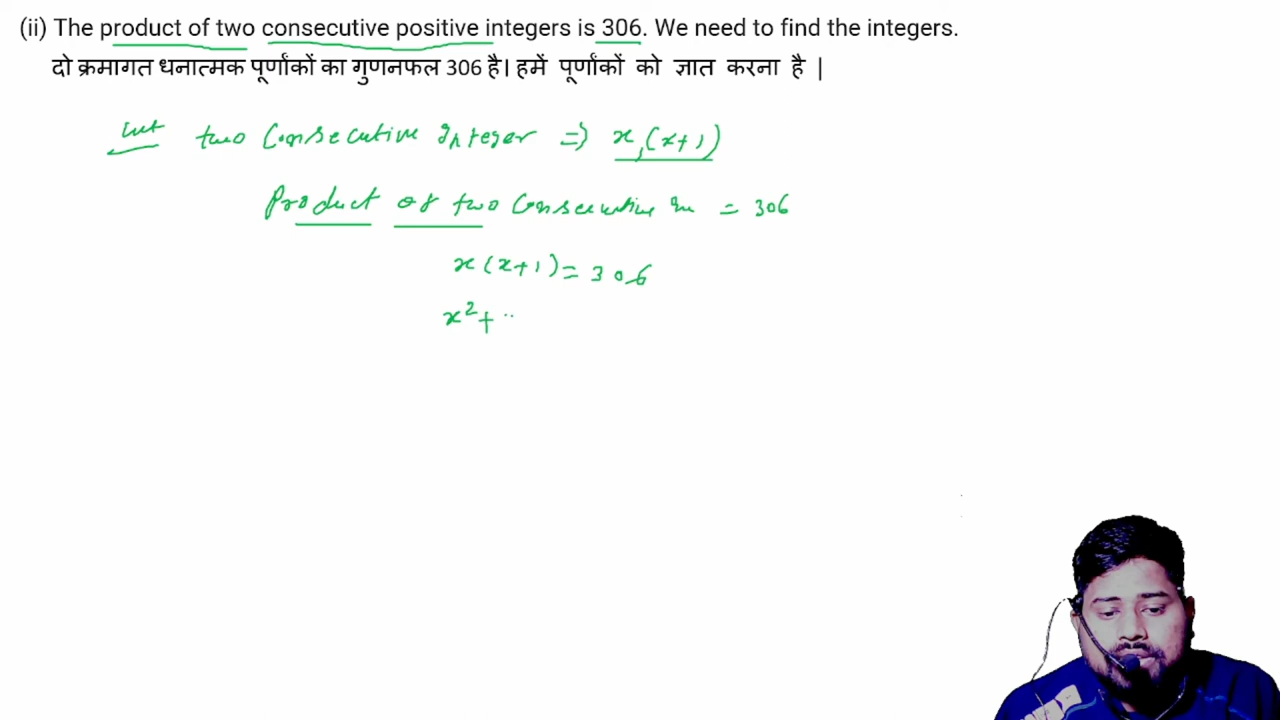 (ii) The product of two consecutive positive integers is 306. We need to find the integers.
दो क्रमागत धनात्मक पूर्णांकों का गुणनफल 306 है। हमें पूर्णांकों को ज्ञात करना है |
two Consecutive Integer => x, (x+1)
Product of two Consecutive = 306
x(x+1) = 306
x² +